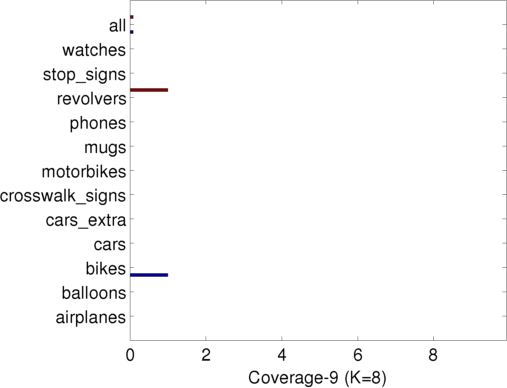 all
watches
stop_signs
revolvers
phones
mugs
motorbikes
crosswalk_signs
cars_extra
cars
bikes
balloons
airplanes
0 2 4 6 8
Coverage-9 (K=8)